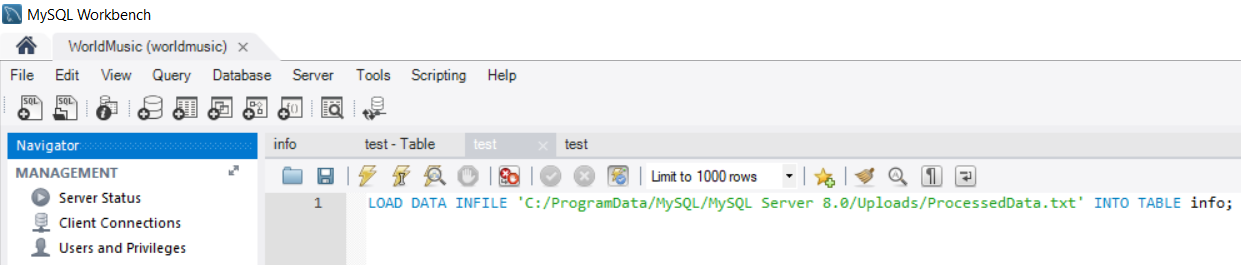 MySQL Workbench
WorldMusic (worldmusic)
File Edit View Query Database Server Tools Scripting Help
SQL SQL
Navigator
info test - Table test test
MANAGEMENT
Limit to 1000 rows
Server Status
Client Connections
Users and Privileges
1 LOAD DATA INFILE 'C:/ProgramData/MySQL/MySQL Server 8.0/Uploads/ProcessedData.txt' INTO TABLE info;